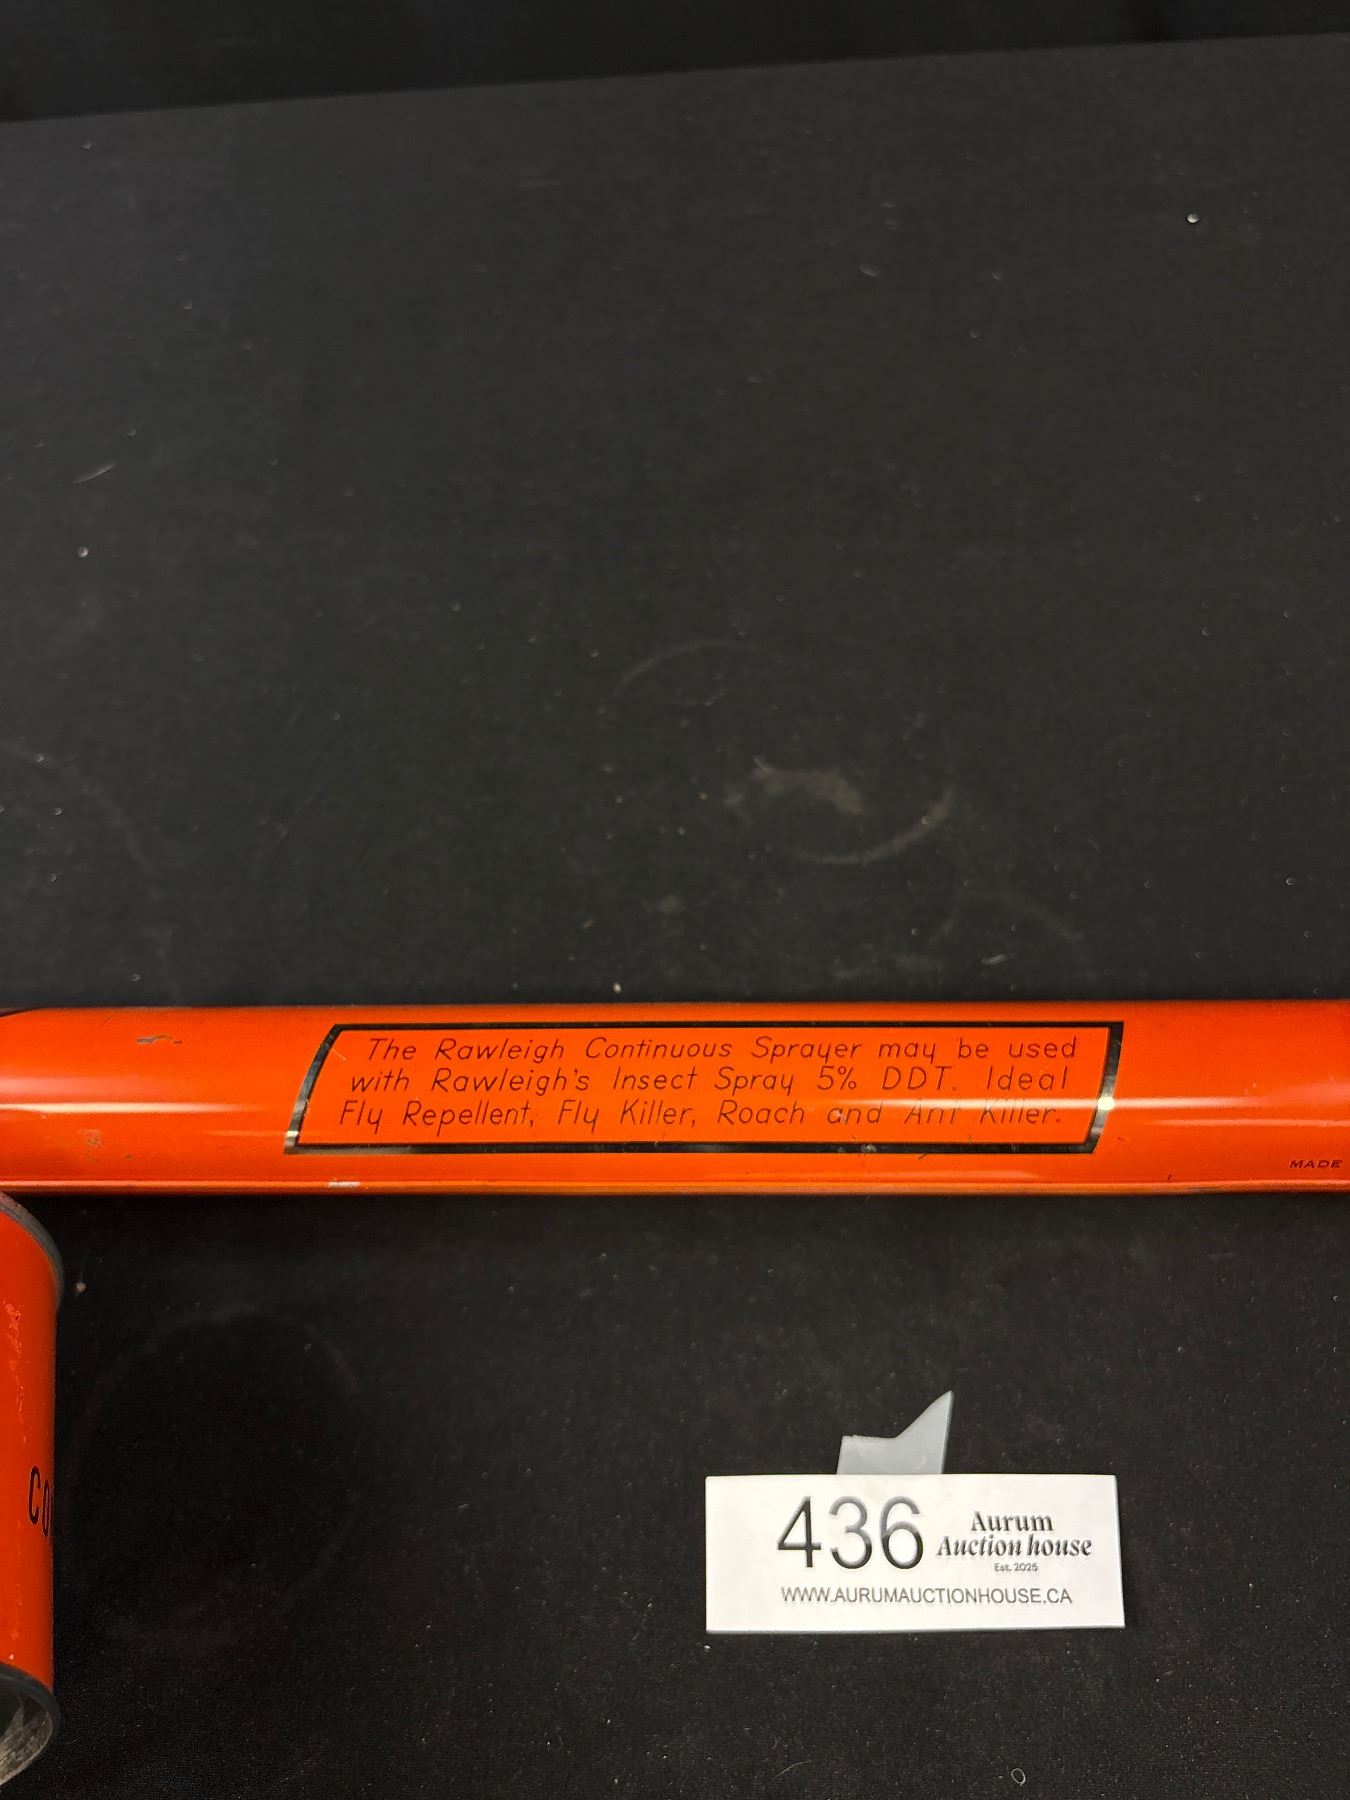 The Rawleigh Continuous Sprayer may be used
with Rawleigh's Insect Spray 5% DDT. Ideal
Fly Repellent, Fly Killer, Roach and Ant Killer.
MADE
CO
436
Aurum
Auction house
Est. 2025
WWW.AURUMAUCTIONHOUSE.CA